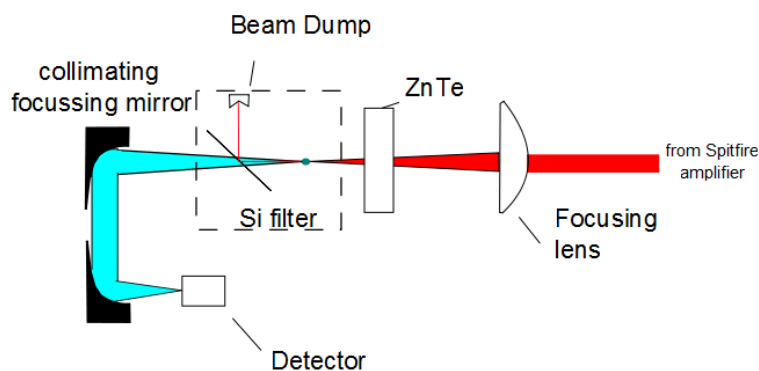 Beam Dump
collimating
focussing mirror
ZnTe
from Spitfire
amplifier
Si filter
Focusing
lens
Detector